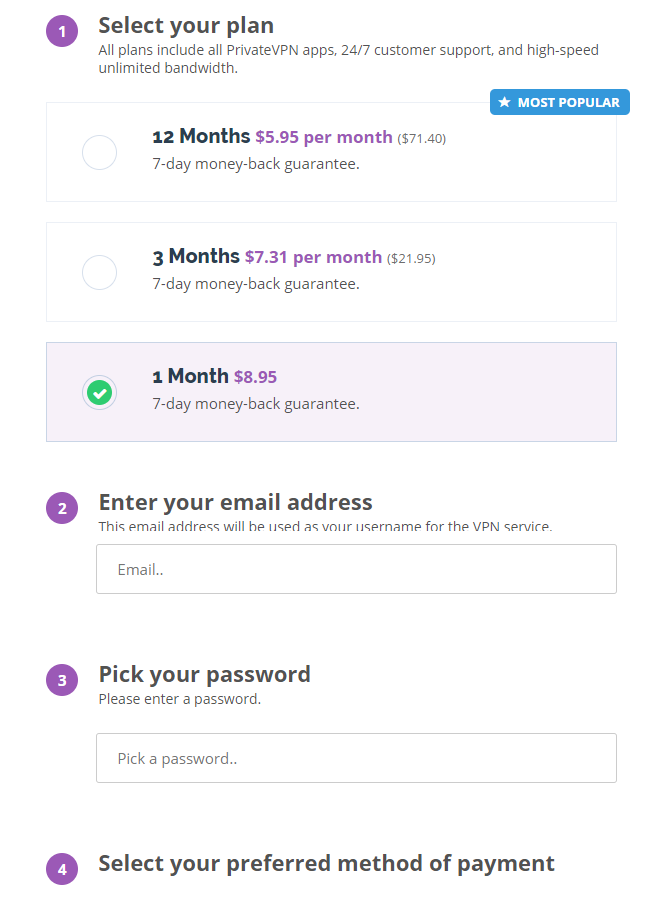 1
Select your plan
All plans include all PrivateVPN apps, 24/7 customer support, and high-speed
unlimited bandwidth.
★ MOST POPULAR
12 Months $5.95 per month ($71.40)
7-day money-back guarantee.
3 Months $7.31 per month ($21.95)
7-day money-back guarantee.
1 Month $8.95
7-day money-back guarantee.
2
Enter your email address
This email address will be used as your username for the VPN service.
Email..
3
Pick your password
Please enter a password.
Pick a password..
4
Select your preferred method of payment